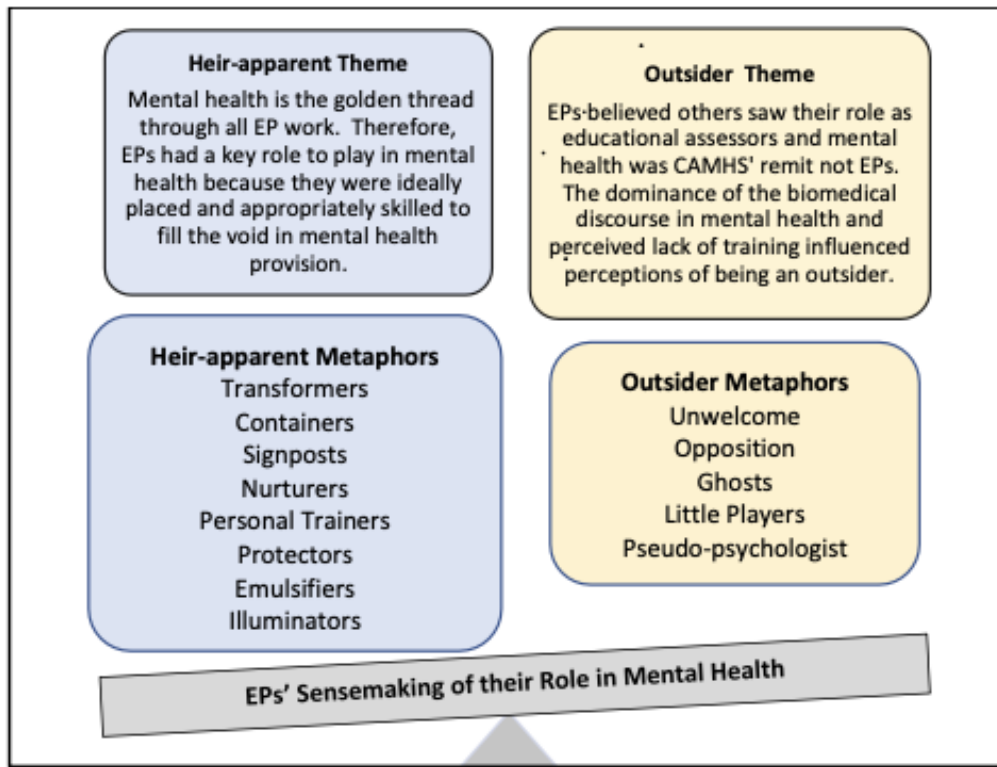 Heir-apparent Theme
Mental health is the golden thread
through all EP work. Therefore,
EPs had a key role to play in mental
health because they were ideally
placed and appropriately skilled to
fill the void in mental health
provision.
Outsider Theme
EPs believed others saw their role as
educational assessors and mental
health was CAMHS' remit not EPs.
The dominance of the biomedical
discourse in mental health and
perceived lack of training influenced
perceptions of being an outsider.
Heir-apparent Metaphors
Transformers
Containers
Signposts
Nurturers
Personal Trainers
Protectors
Emulsifiers
Illuminators
Outsider Metaphors
Unwelcome
Opposition
Ghosts
Little Players
Pseudo-psychologist
EPs' Sensemaking of their Role in Mental Health